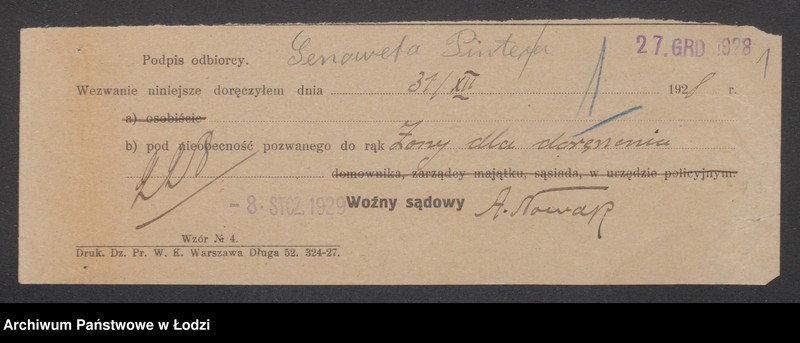 27. GRD 1928
1
Podpis odbiorcy. Genowefa Pintera
Wezwanie niniejsze doręczyłem dnia 31/XII 1928 r.
a) osobiście
b) pod nieobecność pozwanego do rąk Żony dla doręczenia
domownika, zarządcy majątku, sąsiada, w urzędzie policyjnym.
228
- 8. STCZ. 1929 Woźny sądowy A. Nowak
Wzór № 4.
Druk. Dz. Pr. W. K. Warszawa Długa 52. 324-27.
Archiwum Państwowe w Łodzi